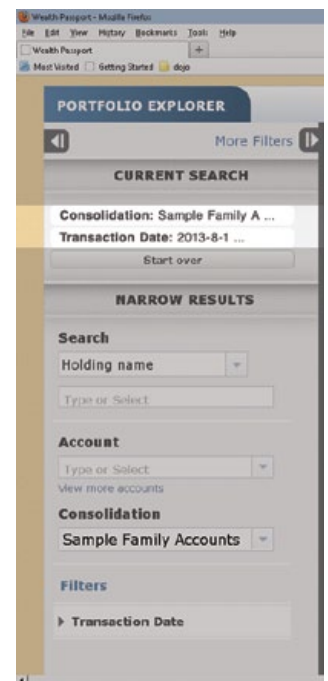 Wealth Passport - Mozilla Firefox
File Edit View History Bookmarks Tools Help
Wealth Passport +
Most Visited Getting Started dojo
PORTFOLIO EXPLORER
More Filters
CURRENT SEARCH
Consolidation: Sample Family A ...
Transaction Date: 2013-8-1 ...
Start over
NARROW RESULTS
Search
Holding name
Type or Select
Account
Type or Select
View more accounts
Consolidation
Sample Family Accounts
Filters
Transaction Date